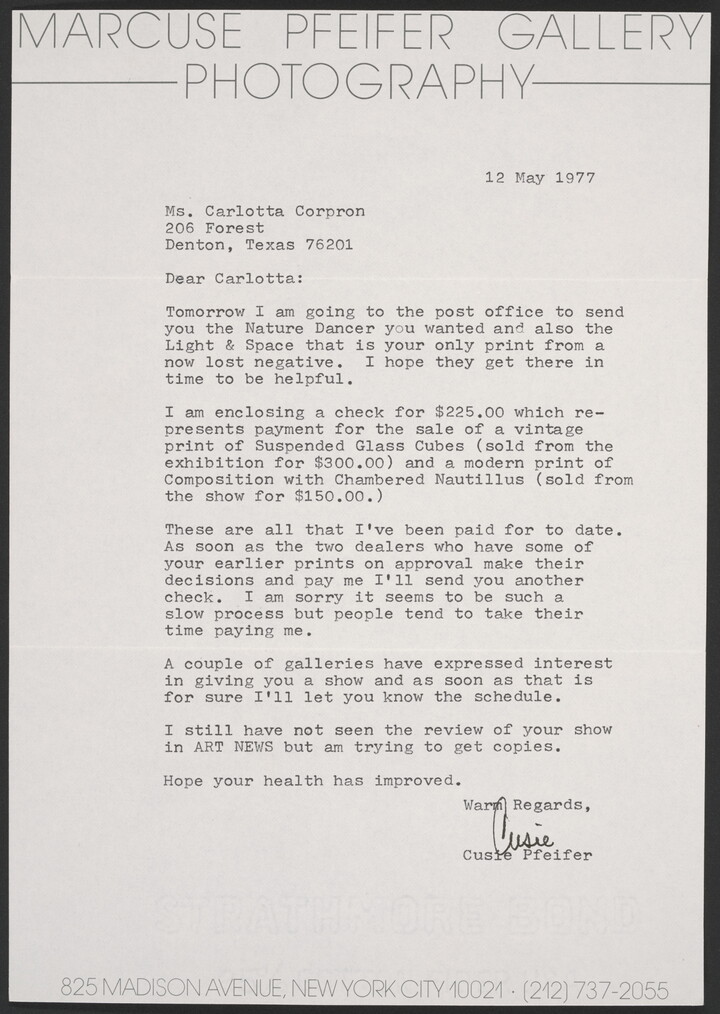 MARCUSE PFEIFER GALLERY
PHOTOGRAPHY
12 May 1977
Ms. Carlotta Corpron
206 Forest
Denton, Texas 76201
Dear Carlotta:
Tomorrow I am going to the post office to send
you the Nature Dancer you wanted and also the
Light & Space that is your only print from a
now lost negative.  I hope they get there in
time to be helpful.
I am enclosing a check for $225.00 which re-
presents payment for the sale of a vintage
print of Suspended Glass Cubes (sold from the
exhibition for $300.00) and a modern print of
Composition with Chambered Nautillus (sold from
the show for $150.00.)
These are all that I've been paid for to date.
As soon as the two dealers who have some of
your earlier prints on approval make their
decisions and pay me I'll send you another
check.  I am sorry it seems to be such a
slow process but people tend to take their
time paying me.
A couple of galleries have expressed interest
in giving you a show and as soon as that is
for sure I'll let you know the schedule.
I still have not seen the review of your show
in ART NEWS but am trying to get copies.
Hope your health has improved.
Warm Regards,
Cusie
Cusie Pfeifer
STRATHMORE BOND
825 MADISON AVENUE, NEW YORK CITY 10021 · (212) 737-2055